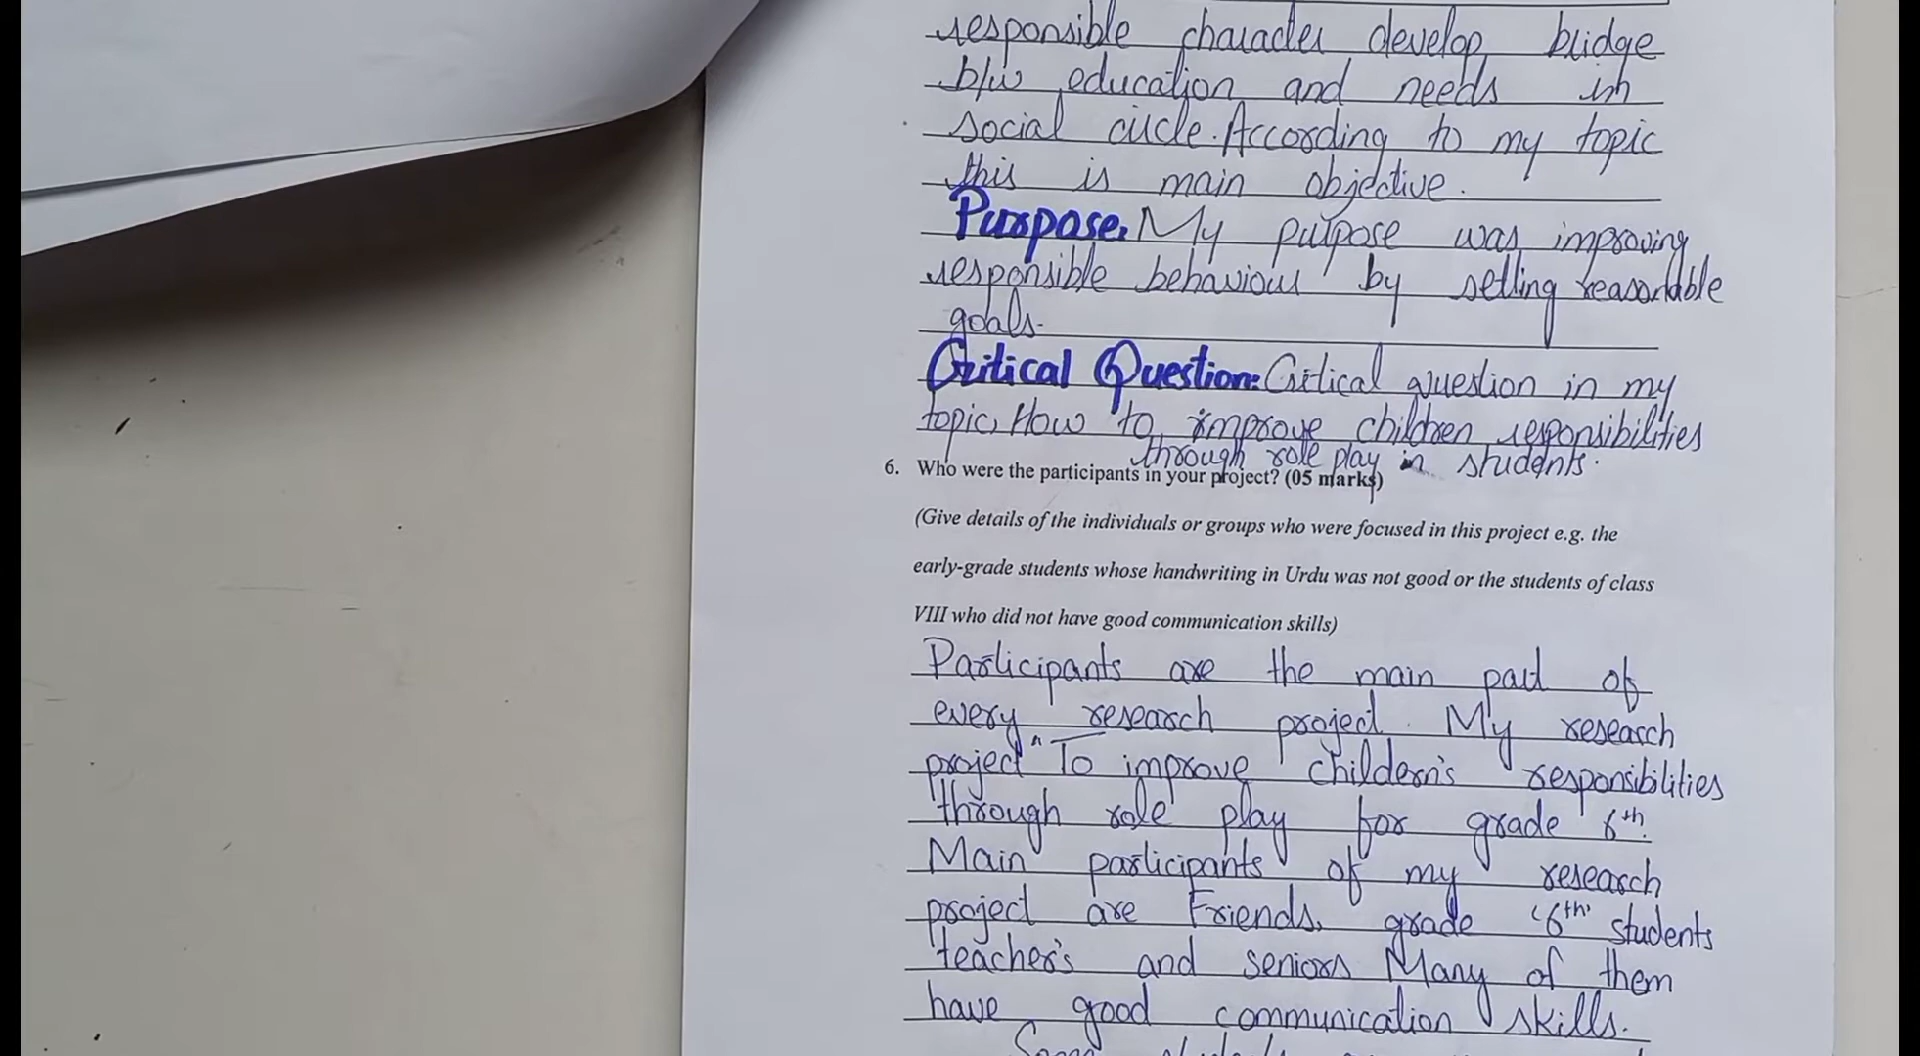 responsible character develop bridge
b/w education and needs in
social circle. According to my topic
this is main objective.
Purpose: My purpose was improving
responsible behaviour by setting reasonable
goals.
Critical Question: Critical question in my
topic, How to improve children responsibilities
through role play in students.
6. Who were the participants in your project? (05 marks)
(Give details of the individuals or groups who were focused in this project e.g. the
early-grade students whose handwriting in Urdu was not good or the students of class
VIII who did not have good communication skills)
Participants are the main part of
every research project. My research
project "To improve childern's responsibilities
through role play for grade 6th.
Main participants of my research
project are Friends, grade '6th' students
teacher's and seniors Many of them
have good communication skills.
Some students